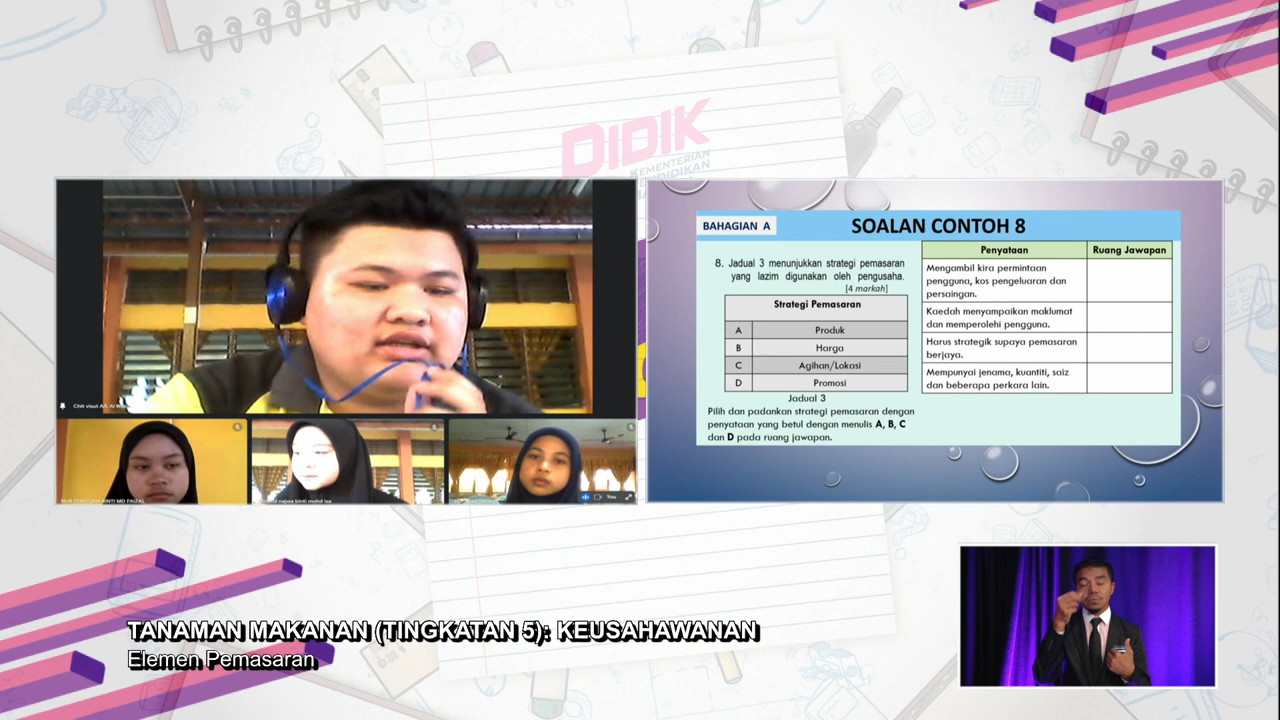 DIDIK
KEMENTERIAN
PENDIDIKAN
BAHAGIAN A
SOALAN CONTOH 8
8. Jadual 3 menunjukkan strategi pemasaran
yang lazim digunakan oleh pengusaha.
[4 markah]
Strategi Pemasaran
A Produk
B Harga
C Agihan/Lokasi
D Promosi
Jadual 3
Pilih dan padankan strategi pemasaran dengan
penyataan yang betul dengan menulis A, B, C
dan D pada ruang jawapan.
Penyataan Ruang Jawapan
Mengambil kira permintaan
pengguna, kos pengeluaran dan
persaingan.
Kaedah menyampaikan maklumat
dan memperolehi pengguna.
Harus strategik supaya pemasaran
berjaya.
Mempunyai jenama, kuantiti, saiz
dan beberapa perkara lain.
You
TANAMAN MAKANAN (TINGKATAN 5): KEUSAHAWANAN
Elemen Pemasaran